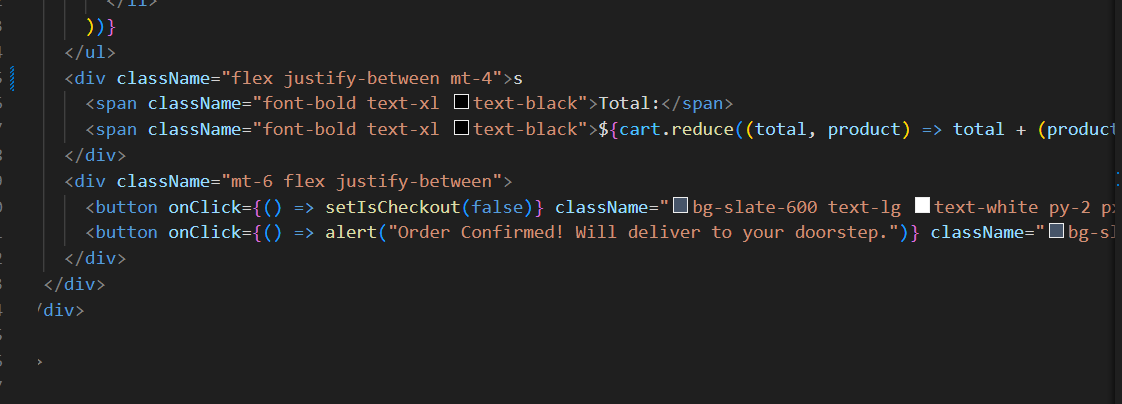 </li>
))}
</ul>
<div className="flex justify-between mt-4">s
<span className="font-bold text-xl text-black">Total:</span>
<span className="font-bold text-xl text-black">${cart.reduce((total, product) => total + (product
</div>
<div className="mt-6 flex justify-between">
<button onClick={() => setIsCheckout(false)} className="bg-slate-600 text-lg text-white py-2 px
<button onClick={() => alert("Order Confirmed! Will deliver to your doorstep.")} className="bg-sl
</div>
</div>
/div>
>